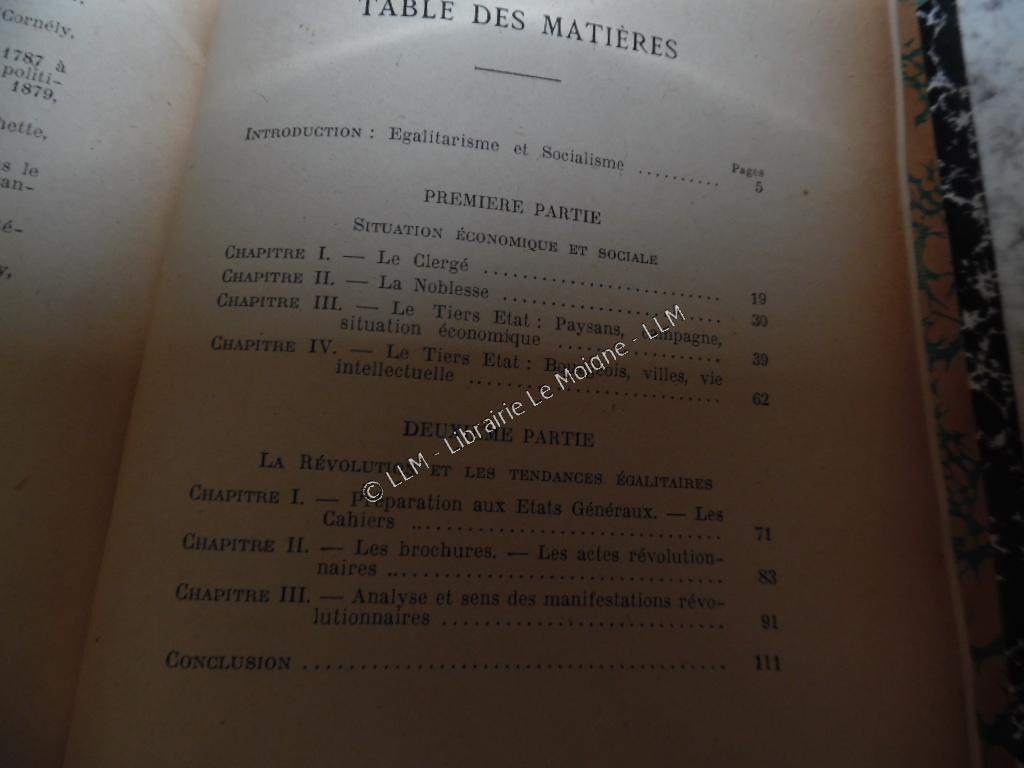 Cornély,
1787 à
politi-
1879,
s le
an-
é-
y,
TABLE DES MATIÈRES
Pages
INTRODUCTION : Egalitarisme et Socialisme .......... 5
PREMIERE PARTIE
SITUATION ÉCONOMIQUE ET SOCIALE
CHAPITRE I. — Le Clergé ........................ 19
CHAPITRE II. — La Noblesse ...................... 30
CHAPITRE III. — Le Tiers Etat : Paysans, campagne,
situation économique ................ 39
CHAPITRE IV. — Le Tiers Etat : Bourgeois, villes, vie
intellectuelle ........................ 62
DEUXIEME PARTIE
LA RÉVOLUTION ET LES TENDANCES ÉGALITAIRES
CHAPITRE I. — Préparation aux Etats Généraux. — Les
Cahiers ............................... 71
CHAPITRE II. — Les brochures. — Les actes révolution-
naires ................................. 83
CHAPITRE III. — Analyse et sens des manifestations révo-
lutionnaires ........................... 91
CONCLUSION ....................................... 111
© LLM - Librairie Le Moigne - LLM